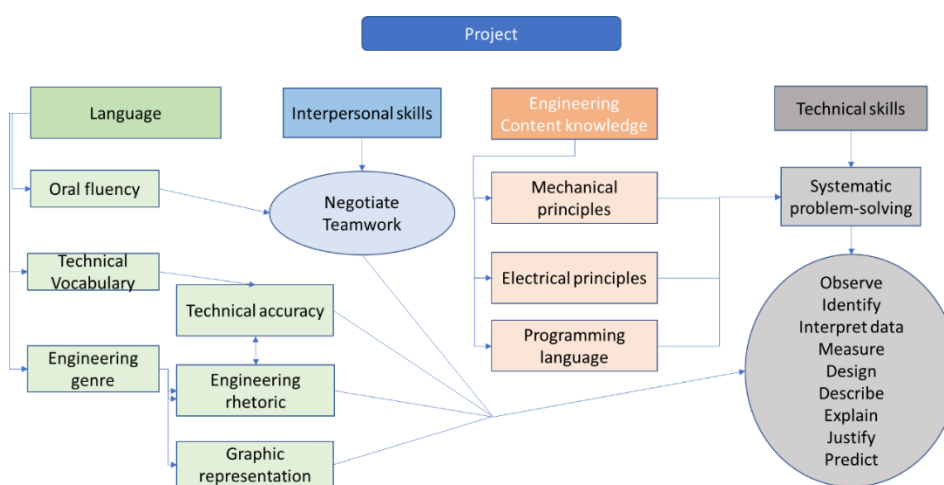 Project
Language
Interpersonal skills
Engineering
Content knowledge
Technical skills
Oral fluency
Negotiate
Teamwork
Mechanical
principles
Systematic
problem-solving
Technical
Vocabulary
Technical accuracy
Electrical principles
Engineering
genre
Engineering
rhetoric
Programming
language
Graphic
representation
Observe
Identify
Interpret data
Measure
Design
Describe
Explain
Justify
Predict